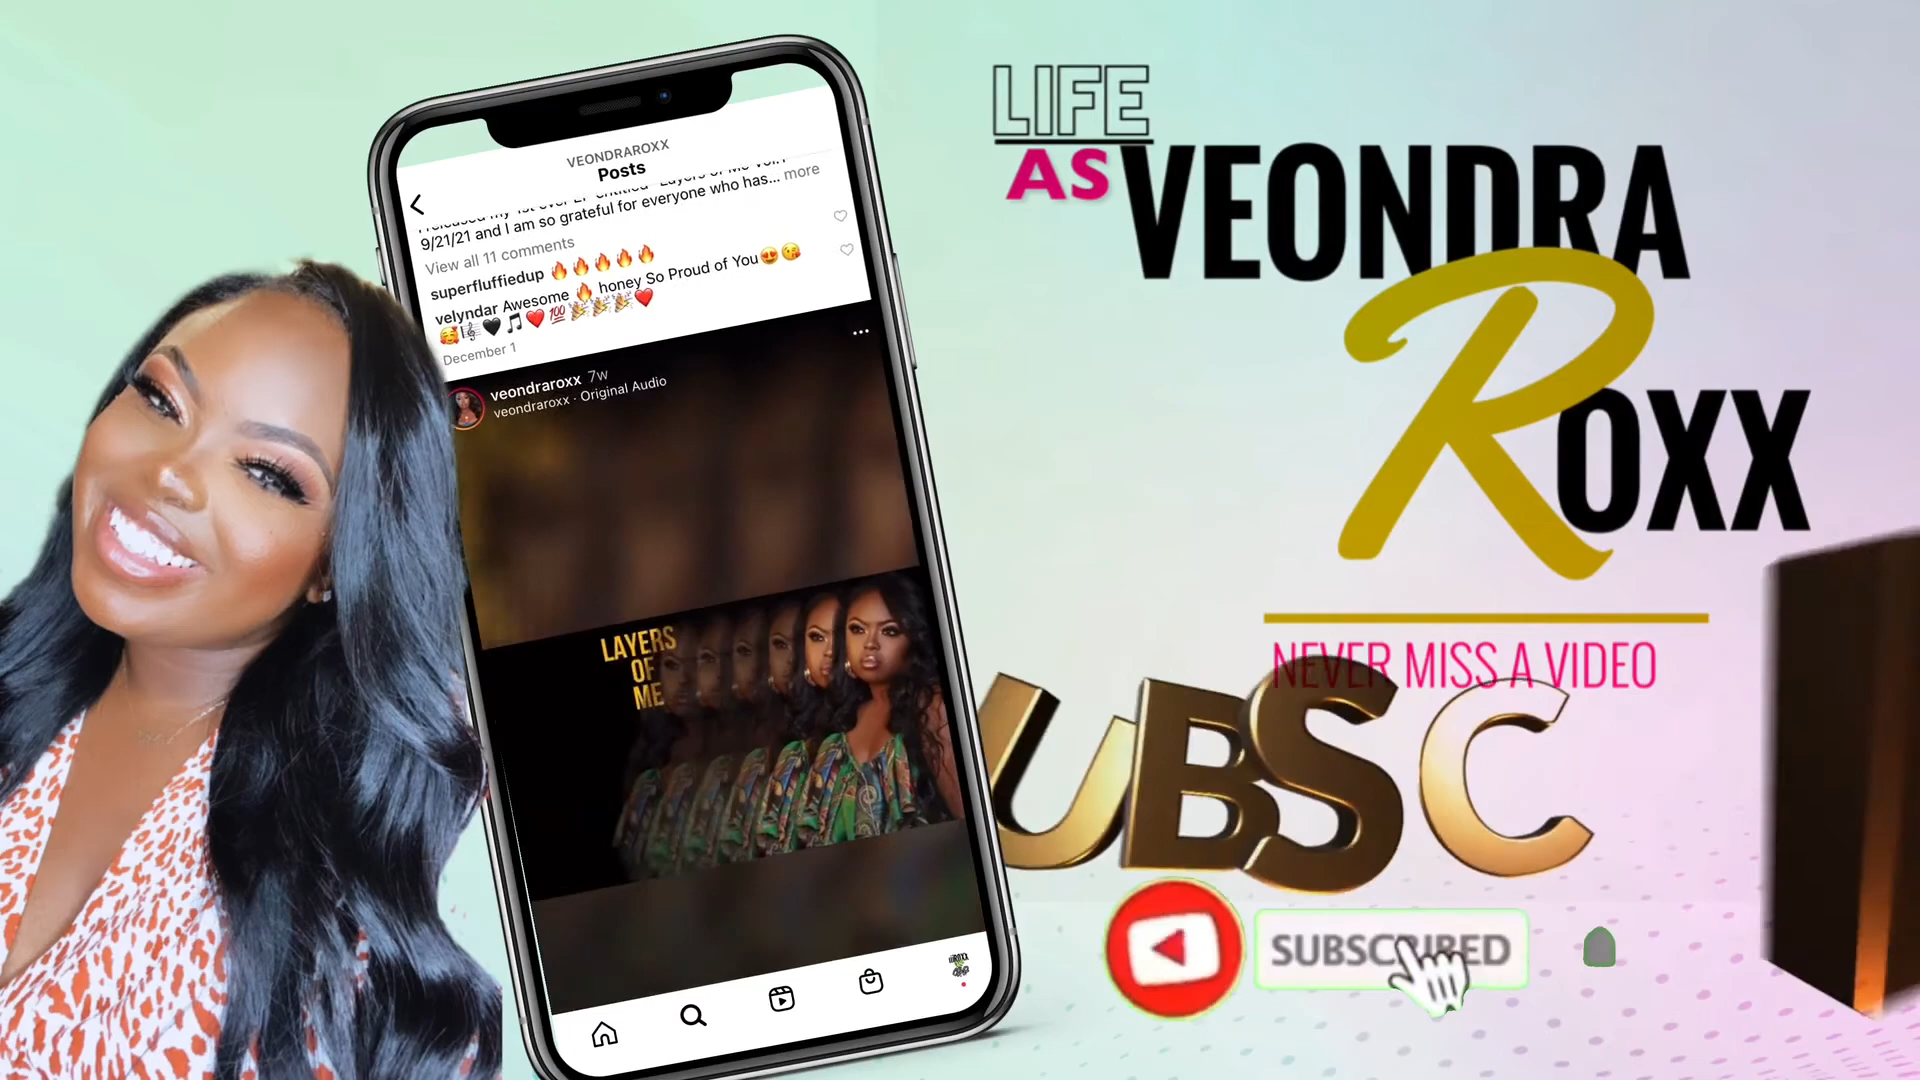 VEONDRAROXX
Posts
9/21/21 and I am so grateful for everyone who has... more
View all 11 comments
superfluffiedup 🔥🔥🔥🔥🔥
velyndar Awesome 🔥 honey So Proud of You😍😘
🥰🎼🖤🎵❤️💯🎉🎉🎉❤️
December 1
veondraroxx 7w
veondraroxx · Original Audio
LAYERS
OF
ME
LIFE
AS VEONDRA
ROXX
NEVER MISS A VIDEO
UBSC
SUBSCRIBED